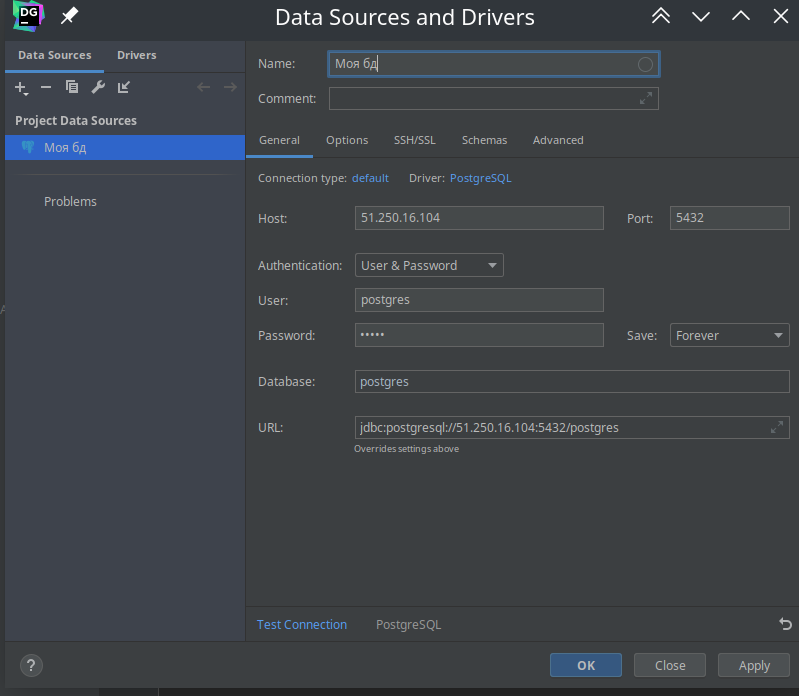 DG
Data Sources and Drivers
Data Sources Drivers
Project Data Sources
Моя бд
Problems
Name: Моя бд
Comment:
General Options SSH/SSL Schemas Advanced
Connection type: default Driver: PostgreSQL
Host: 51.250.16.104 Port: 5432
Authentication: User & Password
User: postgres
Password: ••••• Save: Forever
Database: postgres
URL: jdbc:postgresql://51.250.16.104:5432/postgres
Overrides settings above
Test Connection PostgreSQL
? OK Close Apply